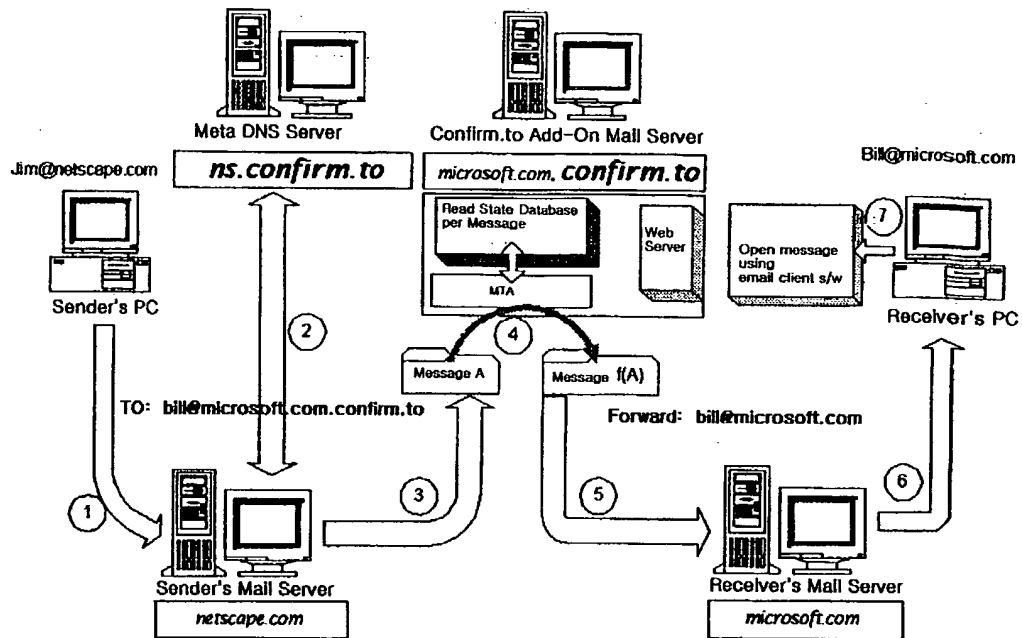 Meta DNS Server
Confirm.to Add-On Mail Server
Jim@netscape.com
ns.confirm.to
microsoft.com. confirm.to
Bill@microsoft.com
Read State Database
per Message
Web
Server
MTA
7
Open message
using
email client s/w
Sender's PC
Receiver's PC
2
4
Message A
Message f(A)
TO: bill@microsoft.com.confirm.to
Forward: bill@microsoft.com
1
3
5
6
Sender's Mail Server
Receiver's Mail Server
netscape.com
microsoft.com